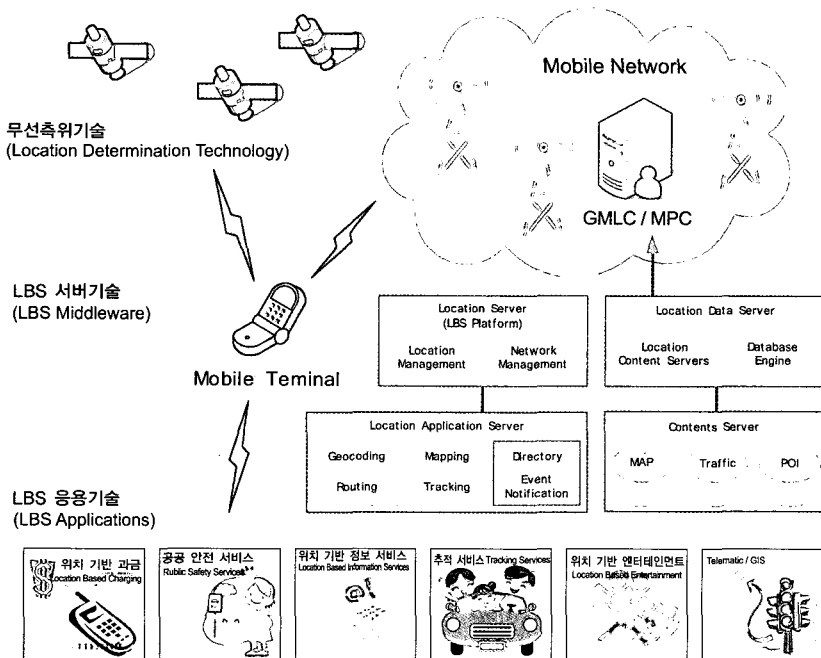 Mobile Network
GMLC / MPC
무선측위기술
(Location Determination Technology)
LBS 서버기술
(LBS Middleware)
Mobile Teminal
Location Server
(LBS Platform)
Location
Management
Network
Management
Location Data Server
Location
Content Servers
Database
Engine
Location Application Server
Geocoding
Mapping
Directory
Routing
Tracking
Event
Notification
Contents Server
MAP
Traffic
POI
LBS 응용기술
(LBS Applications)
위치 기반 과금
Location Based Charging
공공 안전 서비스
Rublic Safety Services
위치 기반 정보 서비스
Location Based Information Services
추적 서비스 Tracking Services
위치 기반 엔터테인먼트
Location Based Entertainment
Telematic / GIS